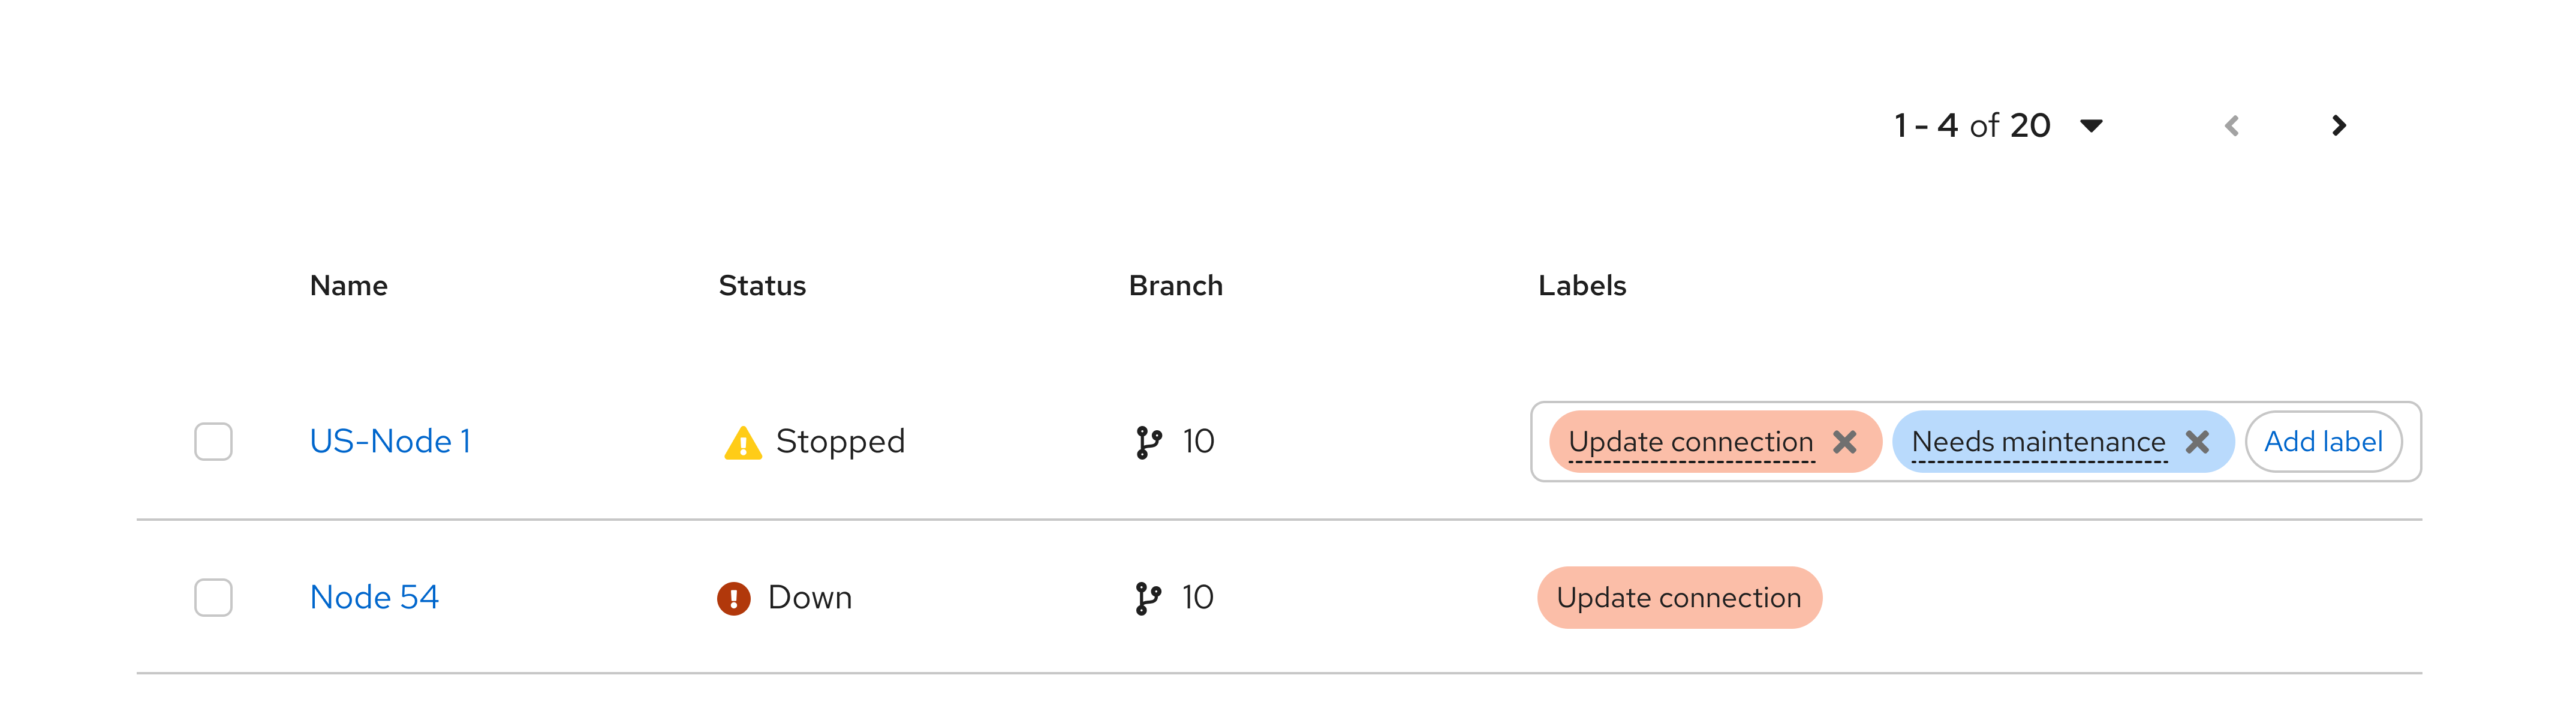 1 - 4 of 20
Name Status Branch Labels
US-Node 1 Stopped 10 Update connection Needs maintenance Add label
Node 54 Down 10 Update connection